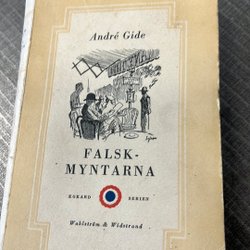 André Gide
FALSK-
MYNTARNA
KOKARD SERIEN
Wahlström & Widstrand